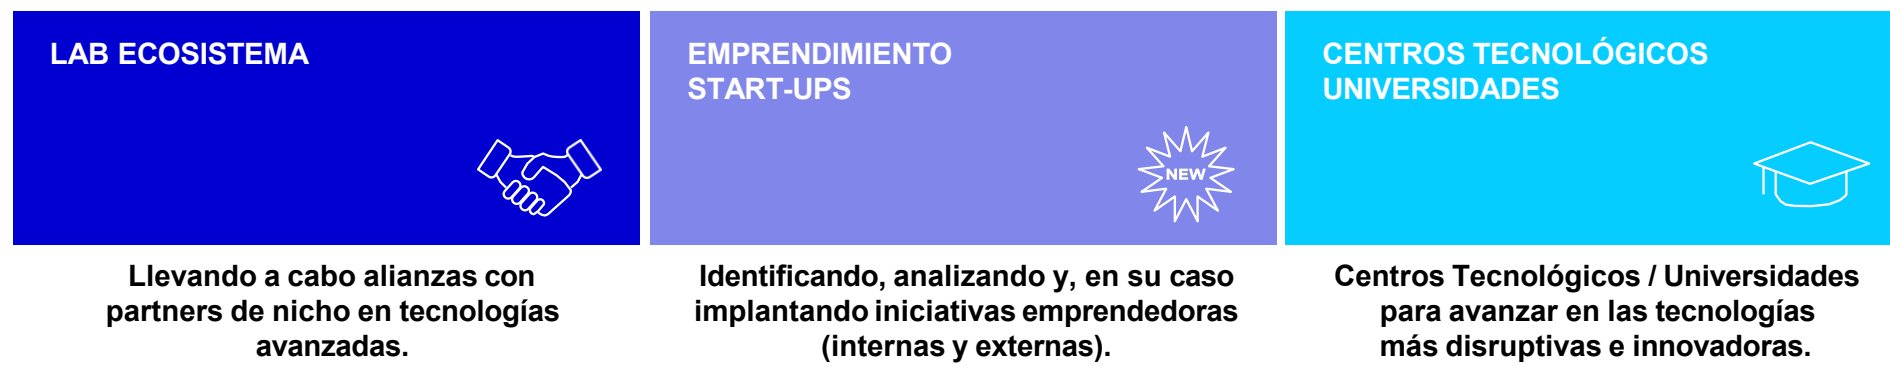 LAB ECOSISTEMA
Llevando a cabo alianzas con
partners de nicho en tecnologías
avanzadas.
EMPRENDIMIENTO
START-UPS
NEW
Identificando, analizando y, en su caso
implantando iniciativas emprendedoras
(internas y externas).
CENTROS TECNOLÓGICOS
UNIVERSIDADES
Centros Tecnológicos / Universidades
para avanzar en las tecnologías
más disruptivas e innovadoras.